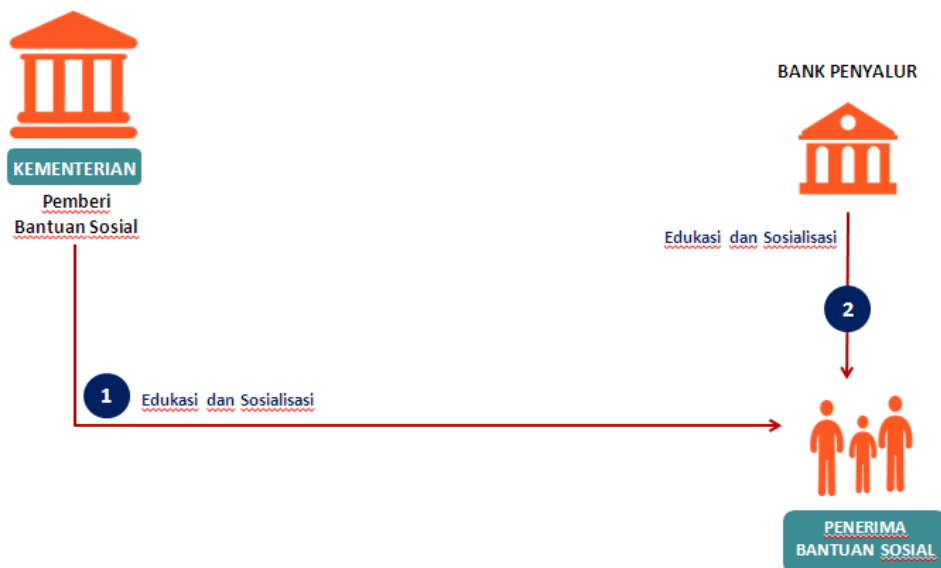 KEMENTERIAN
Pemberi
Bantuan Sosial
BANK PENYALUR
Edukasi dan Sosialisasi
2
1
Edukasi dan Sosialisasi
PENERIMA
BANTUAN SOSIAL